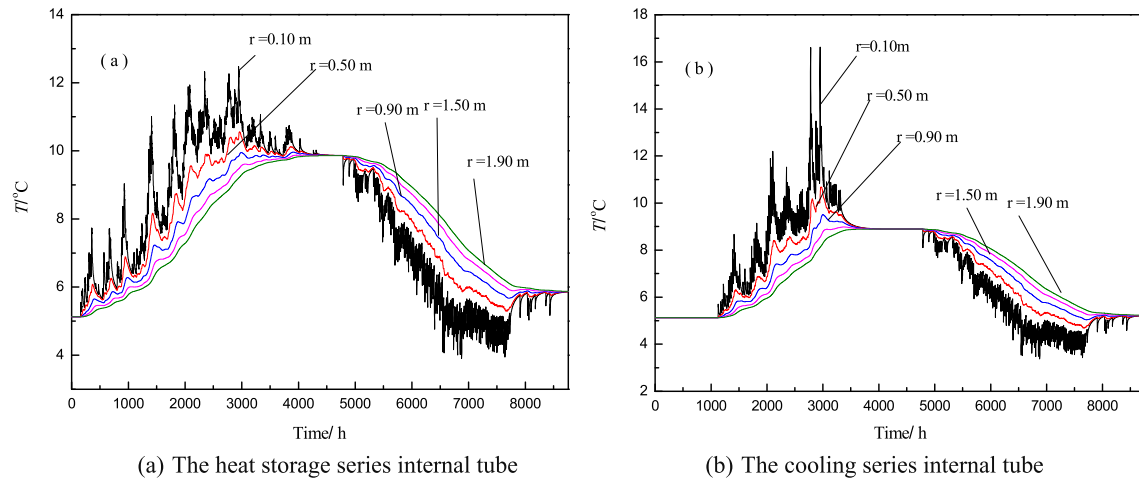 14
12
10
8
6
4
0
1000
2000
3000
4000
5000
6000
7000
8000
T/°C
Time/ h
( a )
r =0.10 m
r =0.50 m
r =0.90 m
r =1.50 m
r =1.90 m
(a) The heat storage series internal tube
18
16
14
12
10
8
6
4
2
0
1000
2000
3000
4000
5000
6000
7000
8000
T/°C
Time/ h
( b )
r=0.10m
r =0.50 m
r =0.90 m
r =1.50 m
r =1.90 m
(b) The cooling series internal tube